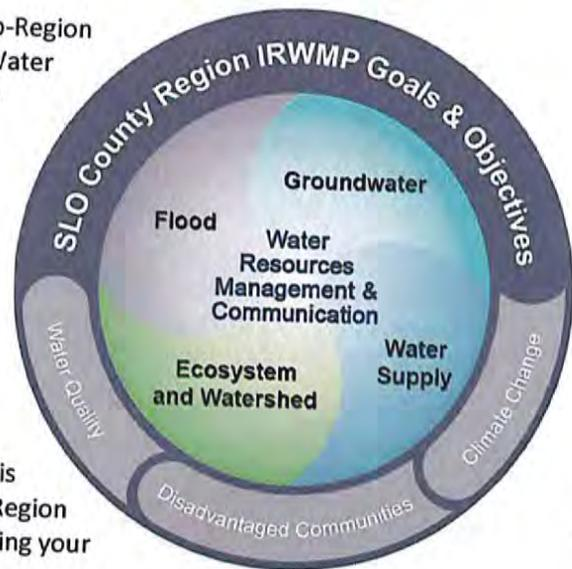 -Region
Water
SLO County Region IRWMP Goals & Objectives
Groundwater
Flood
Water
Resources
Management &
Communication
Water
Supply
Ecosystem
and Watershed
Water Quality
Disadvantaged Communities
Climate Change
is
Region
ing your